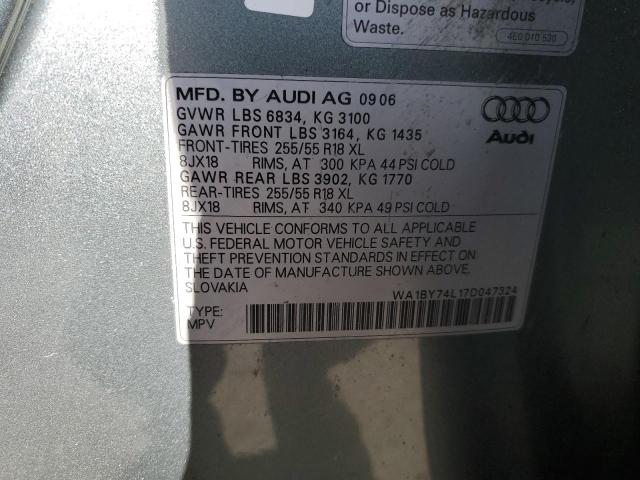 or Dispose as Hazardous
Waste.
4E0 010 530
MFD. BY AUDI AG 09 06
GVWR LBS 6834, KG 3100
GAWR FRONT LBS 3164, KG 1435
FRONT-TIRES 255/55 R18 XL
8JX18 RIMS, AT 300 KPA 44 PSI COLD
GAWR REAR LBS 3902, KG 1770
REAR-TIRES 255/55 R18 XL
8JX18 RIMS, AT 340 KPA 49 PSI COLD
Audi
THIS VEHICLE CONFORMS TO ALL APPLICABLE
U.S. FEDERAL MOTOR VEHICLE SAFETY AND
THEFT PREVENTION STANDARDS IN EFFECT ON
THE DATE OF MANUFACTURE SHOWN ABOVE.
SLOVAKIA
WA1BY74L17D047324
TYPE:
MPV